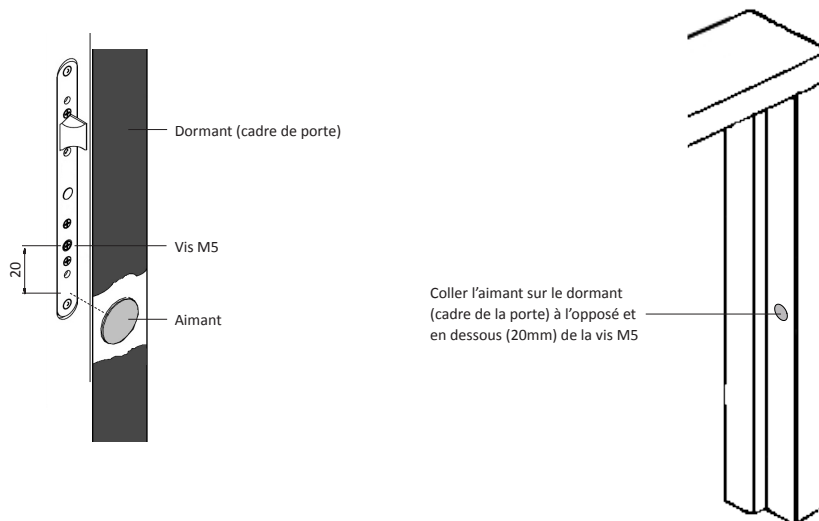 Dormant (cadre de porte)
Vis M5
20
Aimant
Coller l’aimant sur le dormant
(cadre de la porte) à l’opposé et
en dessous (20mm) de la vis M5